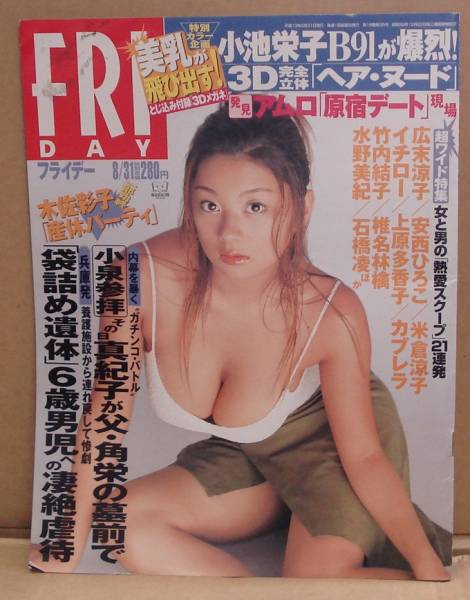 FRI
DAY
フライデー
8/31
280円
特別
カラー
企画
美乳が
飛び出す!
とじ込み付録「3Dメガネ」
小池栄子B91が爆烈!
3D完全立体「ヘア・ヌード」
発見アムロ「原宿デート」現場
超ワイド特集 女と男の「熱愛スクープ」21連発
広末涼子/安西ひろこ/米倉涼子
イチロー/上原多香子/カブレラ
竹内結子/椎名林檎
水野美紀/石橋凌ほか
木佐彩子
「産休パーティ」
内幕を暴く“ガチンコ・バトル”
小泉参拝その日真紀子が父・角栄の墓前で
兵庫発 養護施設から連れ戻して惨劇
「袋詰め遺体」6歳男児への凄絶虐待